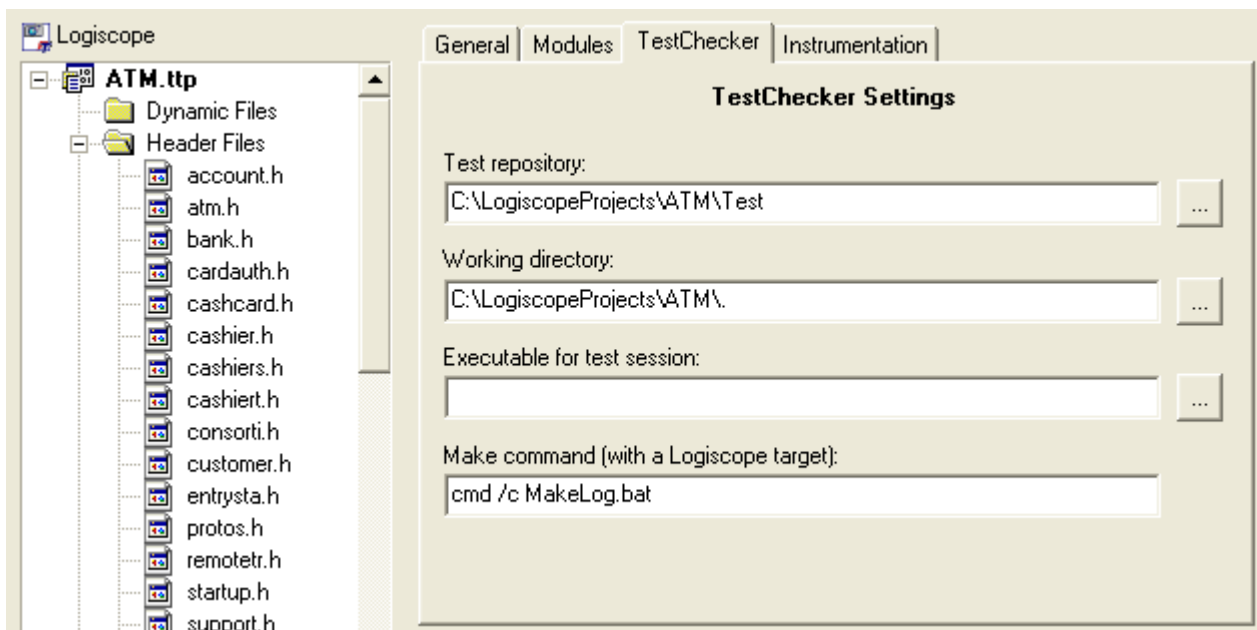 Logiscope
ATM.ttp
Dynamic Files
Header Files
account.h
atm.h
bank.h
cardauth.h
cashcard.h
cashier.h
cashiers.h
cashiert.h
consorti.h
customer.h
entrysta.h
protos.h
remotetr.h
startup.h
support.h
General Modules TestChecker Instrumentation
TestChecker Settings
Test repository:
C:\LogiscopeProjects\ATM\Test
...
Working directory:
C:\LogiscopeProjects\ATM\.
...
Executable for test session:
...
Make command (with a Logiscope target):
cmd /c MakeLog.bat